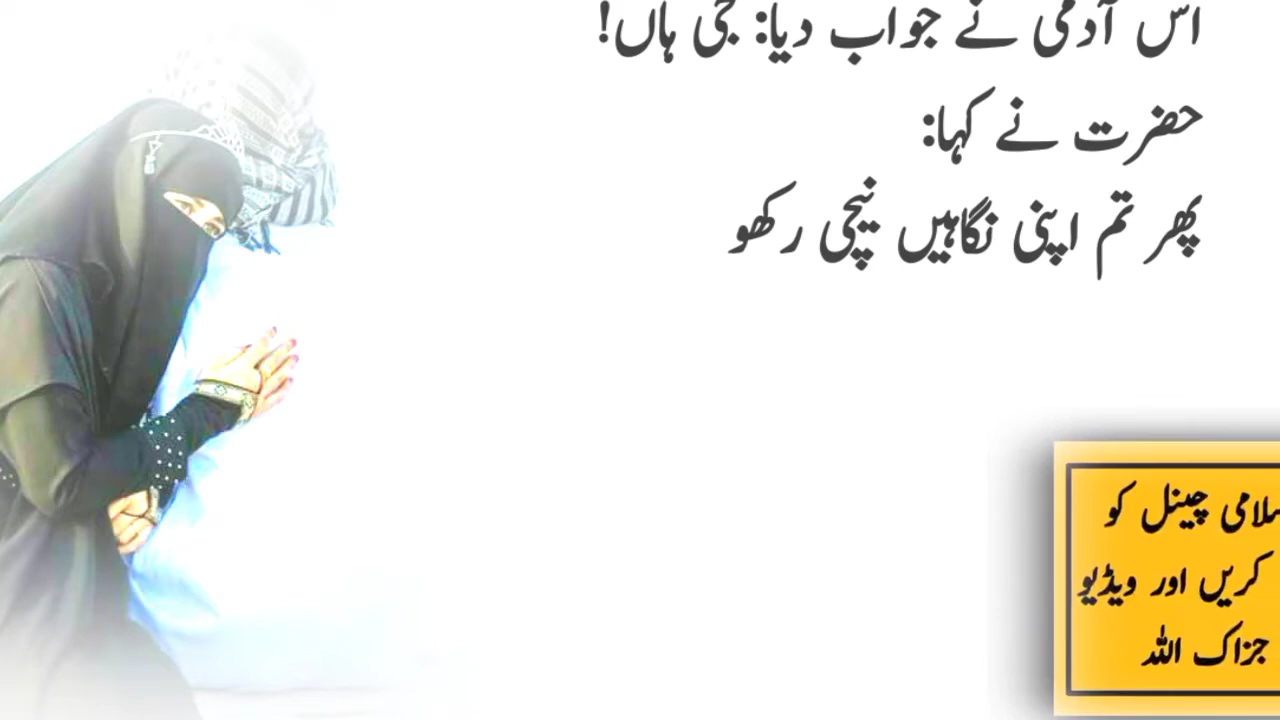 اس آدمی نے جواب دیا: جی ہاں!
حضرت نے کہا:
پھر تم اپنی نگاہیں نیچی رکھو
چینل کو
کریں اور ویڈیو
جزاک اللہ